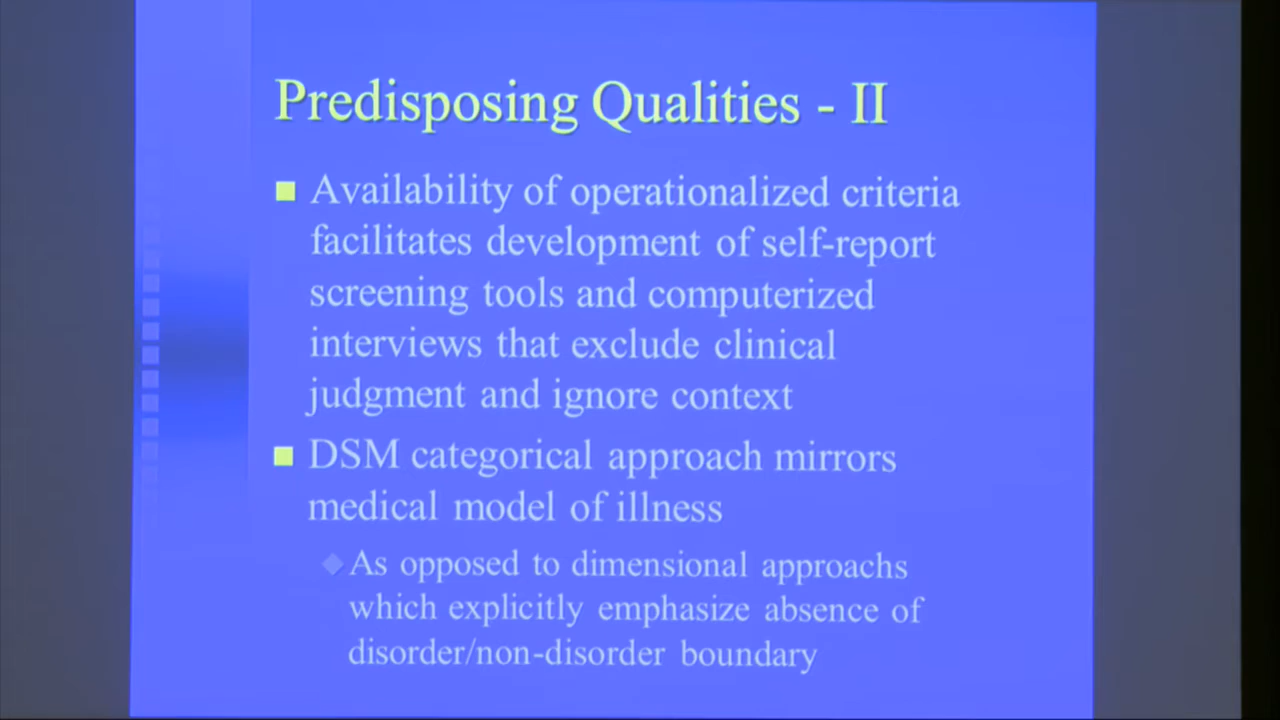 Predisposing Qualities - II
Availability of operationalized criteria
facilitates development of self-report
screening tools and computerized
interviews that exclude clinical
judgment and ignore context
DSM categorical approach mirrors
medical model of illness
As opposed to dimensional approachs
which explicitly emphasize absence of
disorder/non-disorder boundary